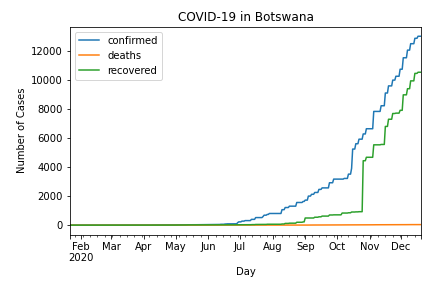 COVID-19 in Botswana
confirmed
deaths
recovered
Number of Cases
12000
10000
8000
6000
4000
2000
0
Feb Mar Apr May Jun Jul Aug Sep Oct Nov Dec
2020
Day